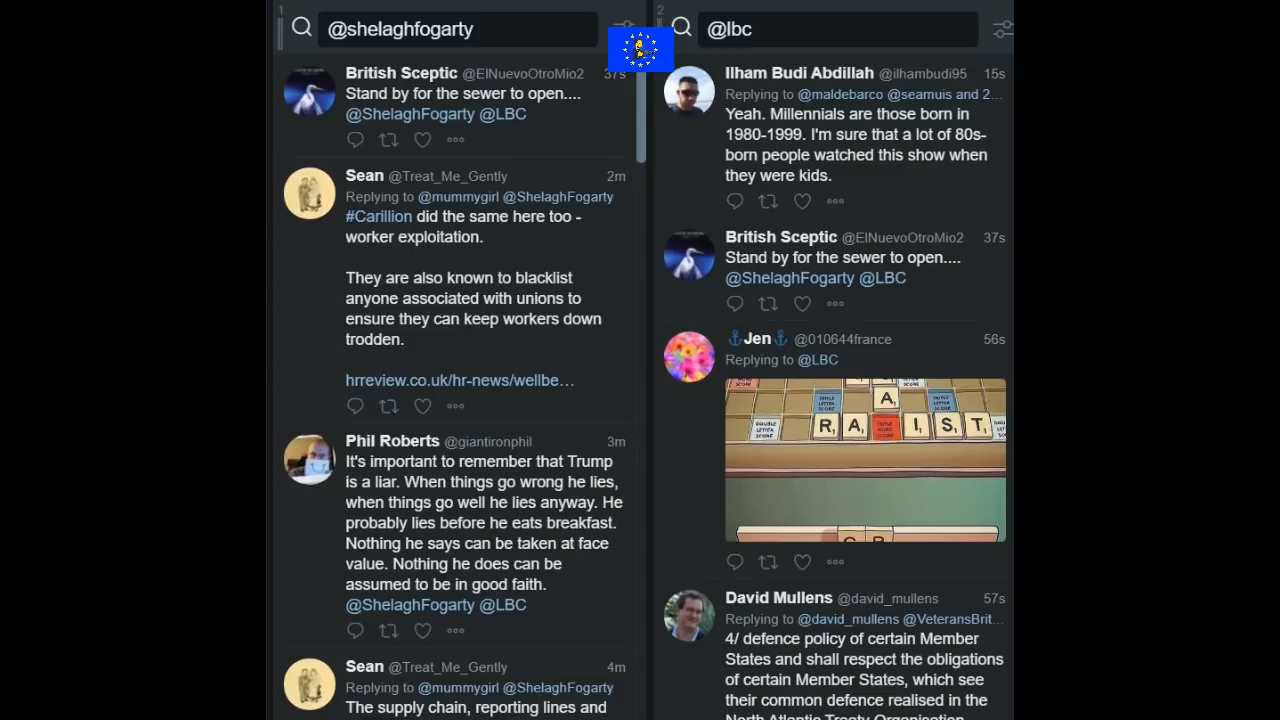 1
@shelaghfogarty
British Sceptic @ElNuevoOtroMio2 37s
Stand by for the sewer to open....
@ShelaghFogarty @LBC
Sean @Treat_Me_Gently 2m
Replying to @mummygirl @ShelaghFogarty
#Carillion did the same here too -
worker exploitation.
They are also known to blacklist
anyone associated with unions to
ensure they can keep workers down
trodden.
hrreview.co.uk/hr-news/wellbe…
Phil Roberts @giantironphil 3m
It's important to remember that Trump
is a liar. When things go wrong he lies,
when things go well he lies anyway. He
probably lies before he eats breakfast.
Nothing he says can be taken at face
value. Nothing he does can be
assumed to be in good faith.
@ShelaghFogarty @LBC
Sean @Treat_Me_Gently 4m
Replying to @mummygirl @ShelaghFogarty
The supply chain, reporting lines and
2
@lbc
Ilham Budi Abdillah @ilhambudi95 15s
Replying to @maldebarco @seamuis and 2…
Yeah. Millennials are those born in
1980-1999. I'm sure that a lot of 80s-
born people watched this show when
they were kids.
British Sceptic @ElNuevoOtroMio2 37s
Stand by for the sewer to open....
@ShelaghFogarty @LBC
⚓Jen⚓ @010644france 56s
Replying to @LBC
A
DOUBLE LETTER SCORE
R A I S T
David Mullens @david_mullens 57s
Replying to @david_mullens @VeteransBrit…
4/ defence policy of certain Member
States and shall respect the obligations
of certain Member States, which see
their common defence realised in the
North Atlantic Treaty Organisation